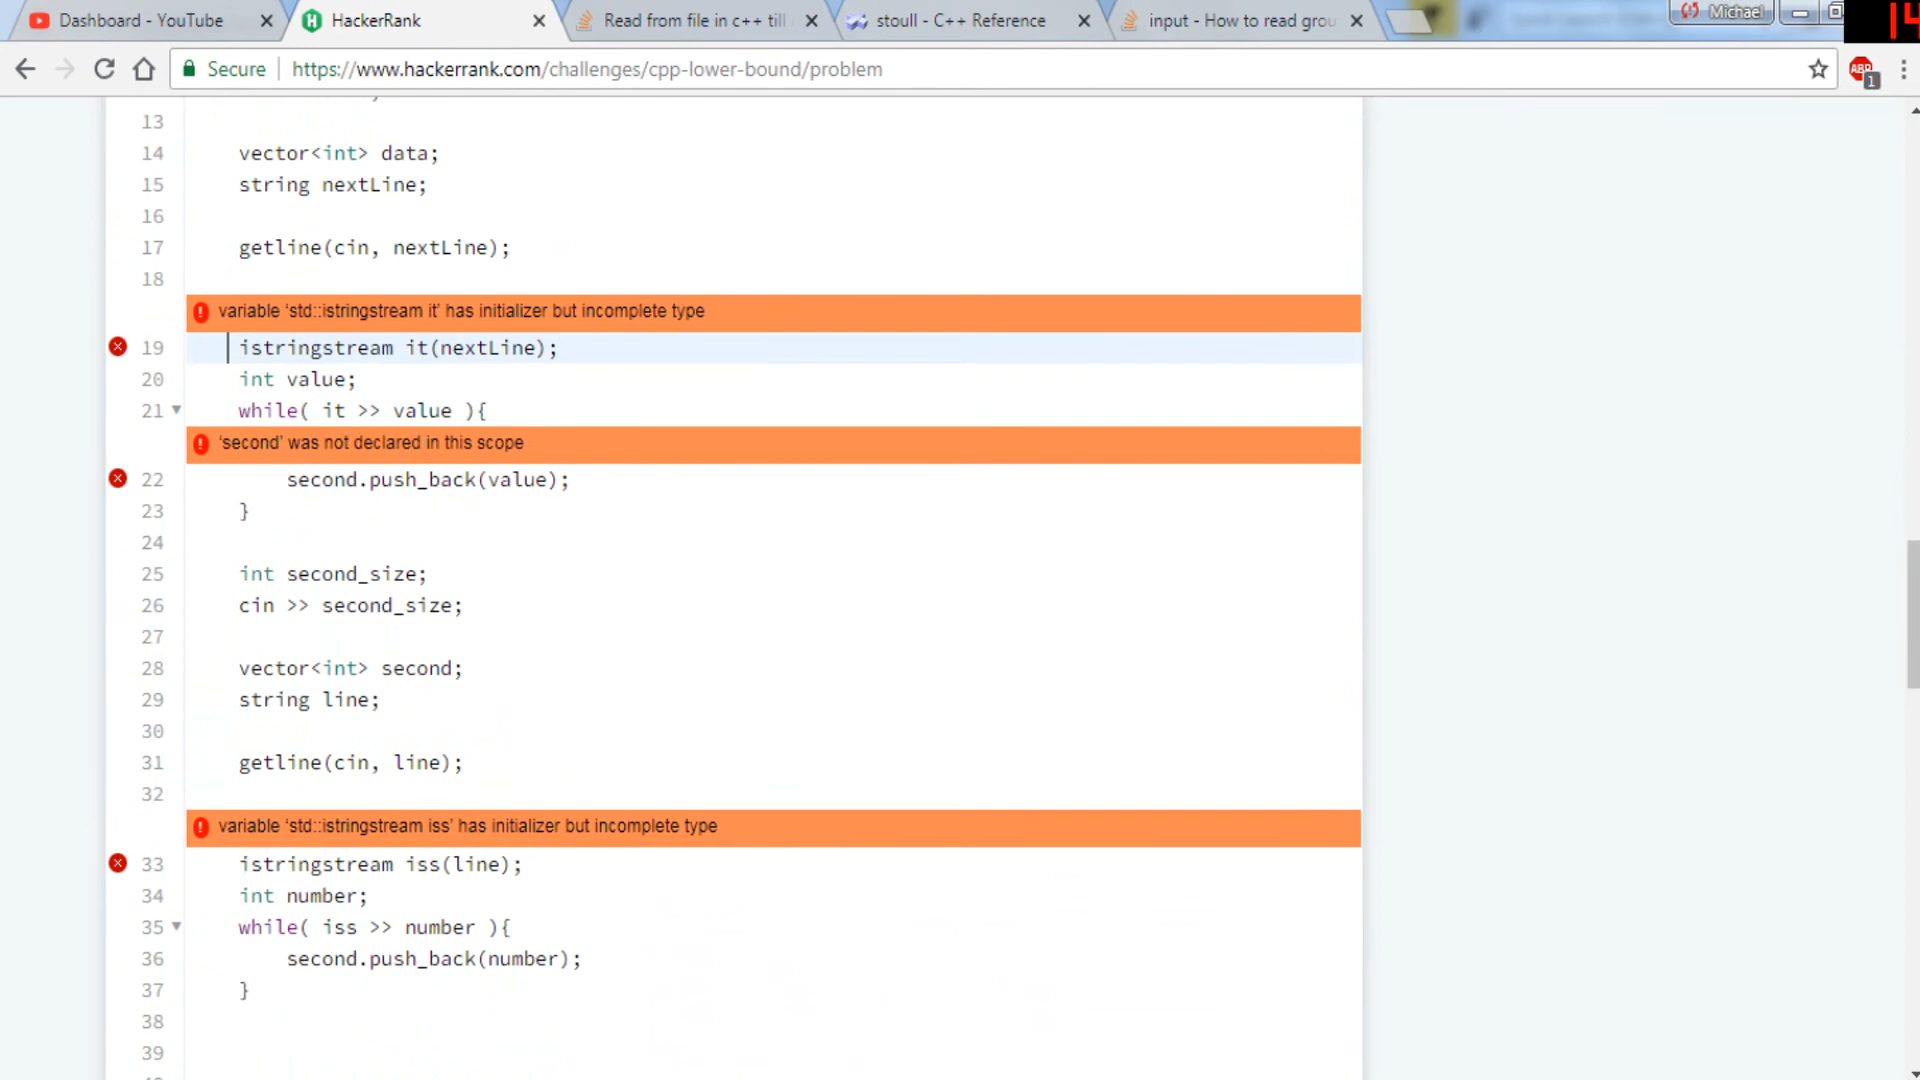 Dashboard - YouTube
HackerRank
Read from file in c++ till
stoull - C++ Reference
input - How to read grou
Michael
14
Secure
https://www.hackerrank.com/challenges/cpp-lower-bound/problem
ABP
1
13
14 vector<int> data;
15 string nextLine;
16
17 getline(cin, nextLine);
18
variable ‘std::istringstream it’ has initializer but incomplete type
19 istringstream it(nextLine);
20 int value;
21 while( it >> value ){
‘second’ was not declared in this scope
22 second.push_back(value);
23 }
24
25 int second_size;
26 cin >> second_size;
27
28 vector<int> second;
29 string line;
30
31 getline(cin, line);
32
variable ‘std::istringstream iss’ has initializer but incomplete type
33 istringstream iss(line);
34 int number;
35 while( iss >> number ){
36 second.push_back(number);
37 }
38
39